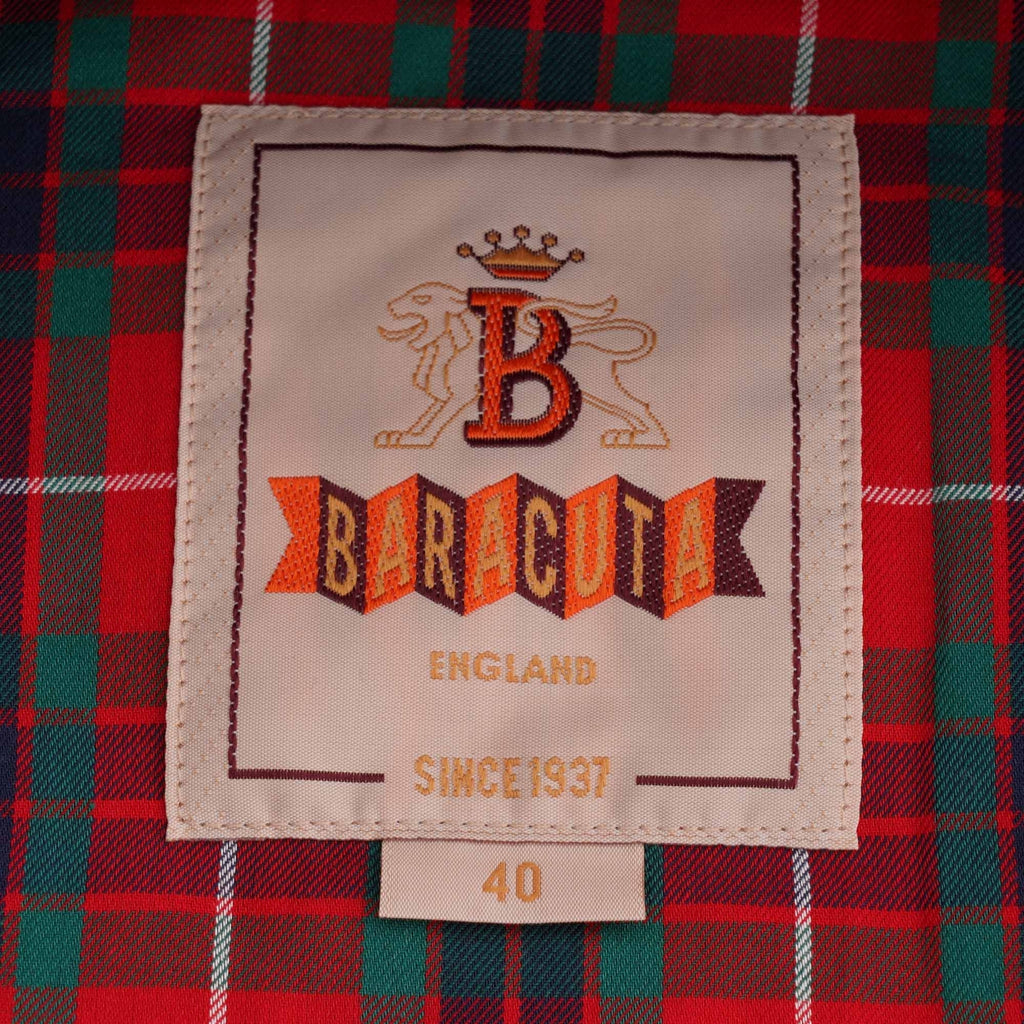 B
BARACUTA
ENGLAND
SINCE 1937
40